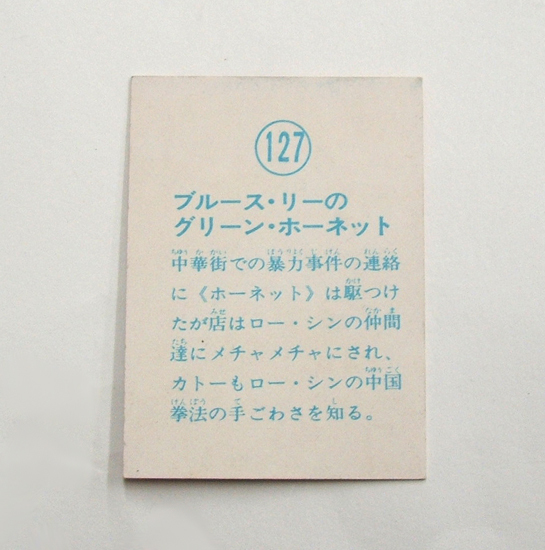 127
ブルース・リーの
グリーン・ホーネット
中華街での暴力事件の連絡
に《ホーネット》は駆つけ
たが店はロー・シンの仲間
達にメチャメチャにされ、
カトーもロー・シンの中国
拳法の手ごわさを知る。